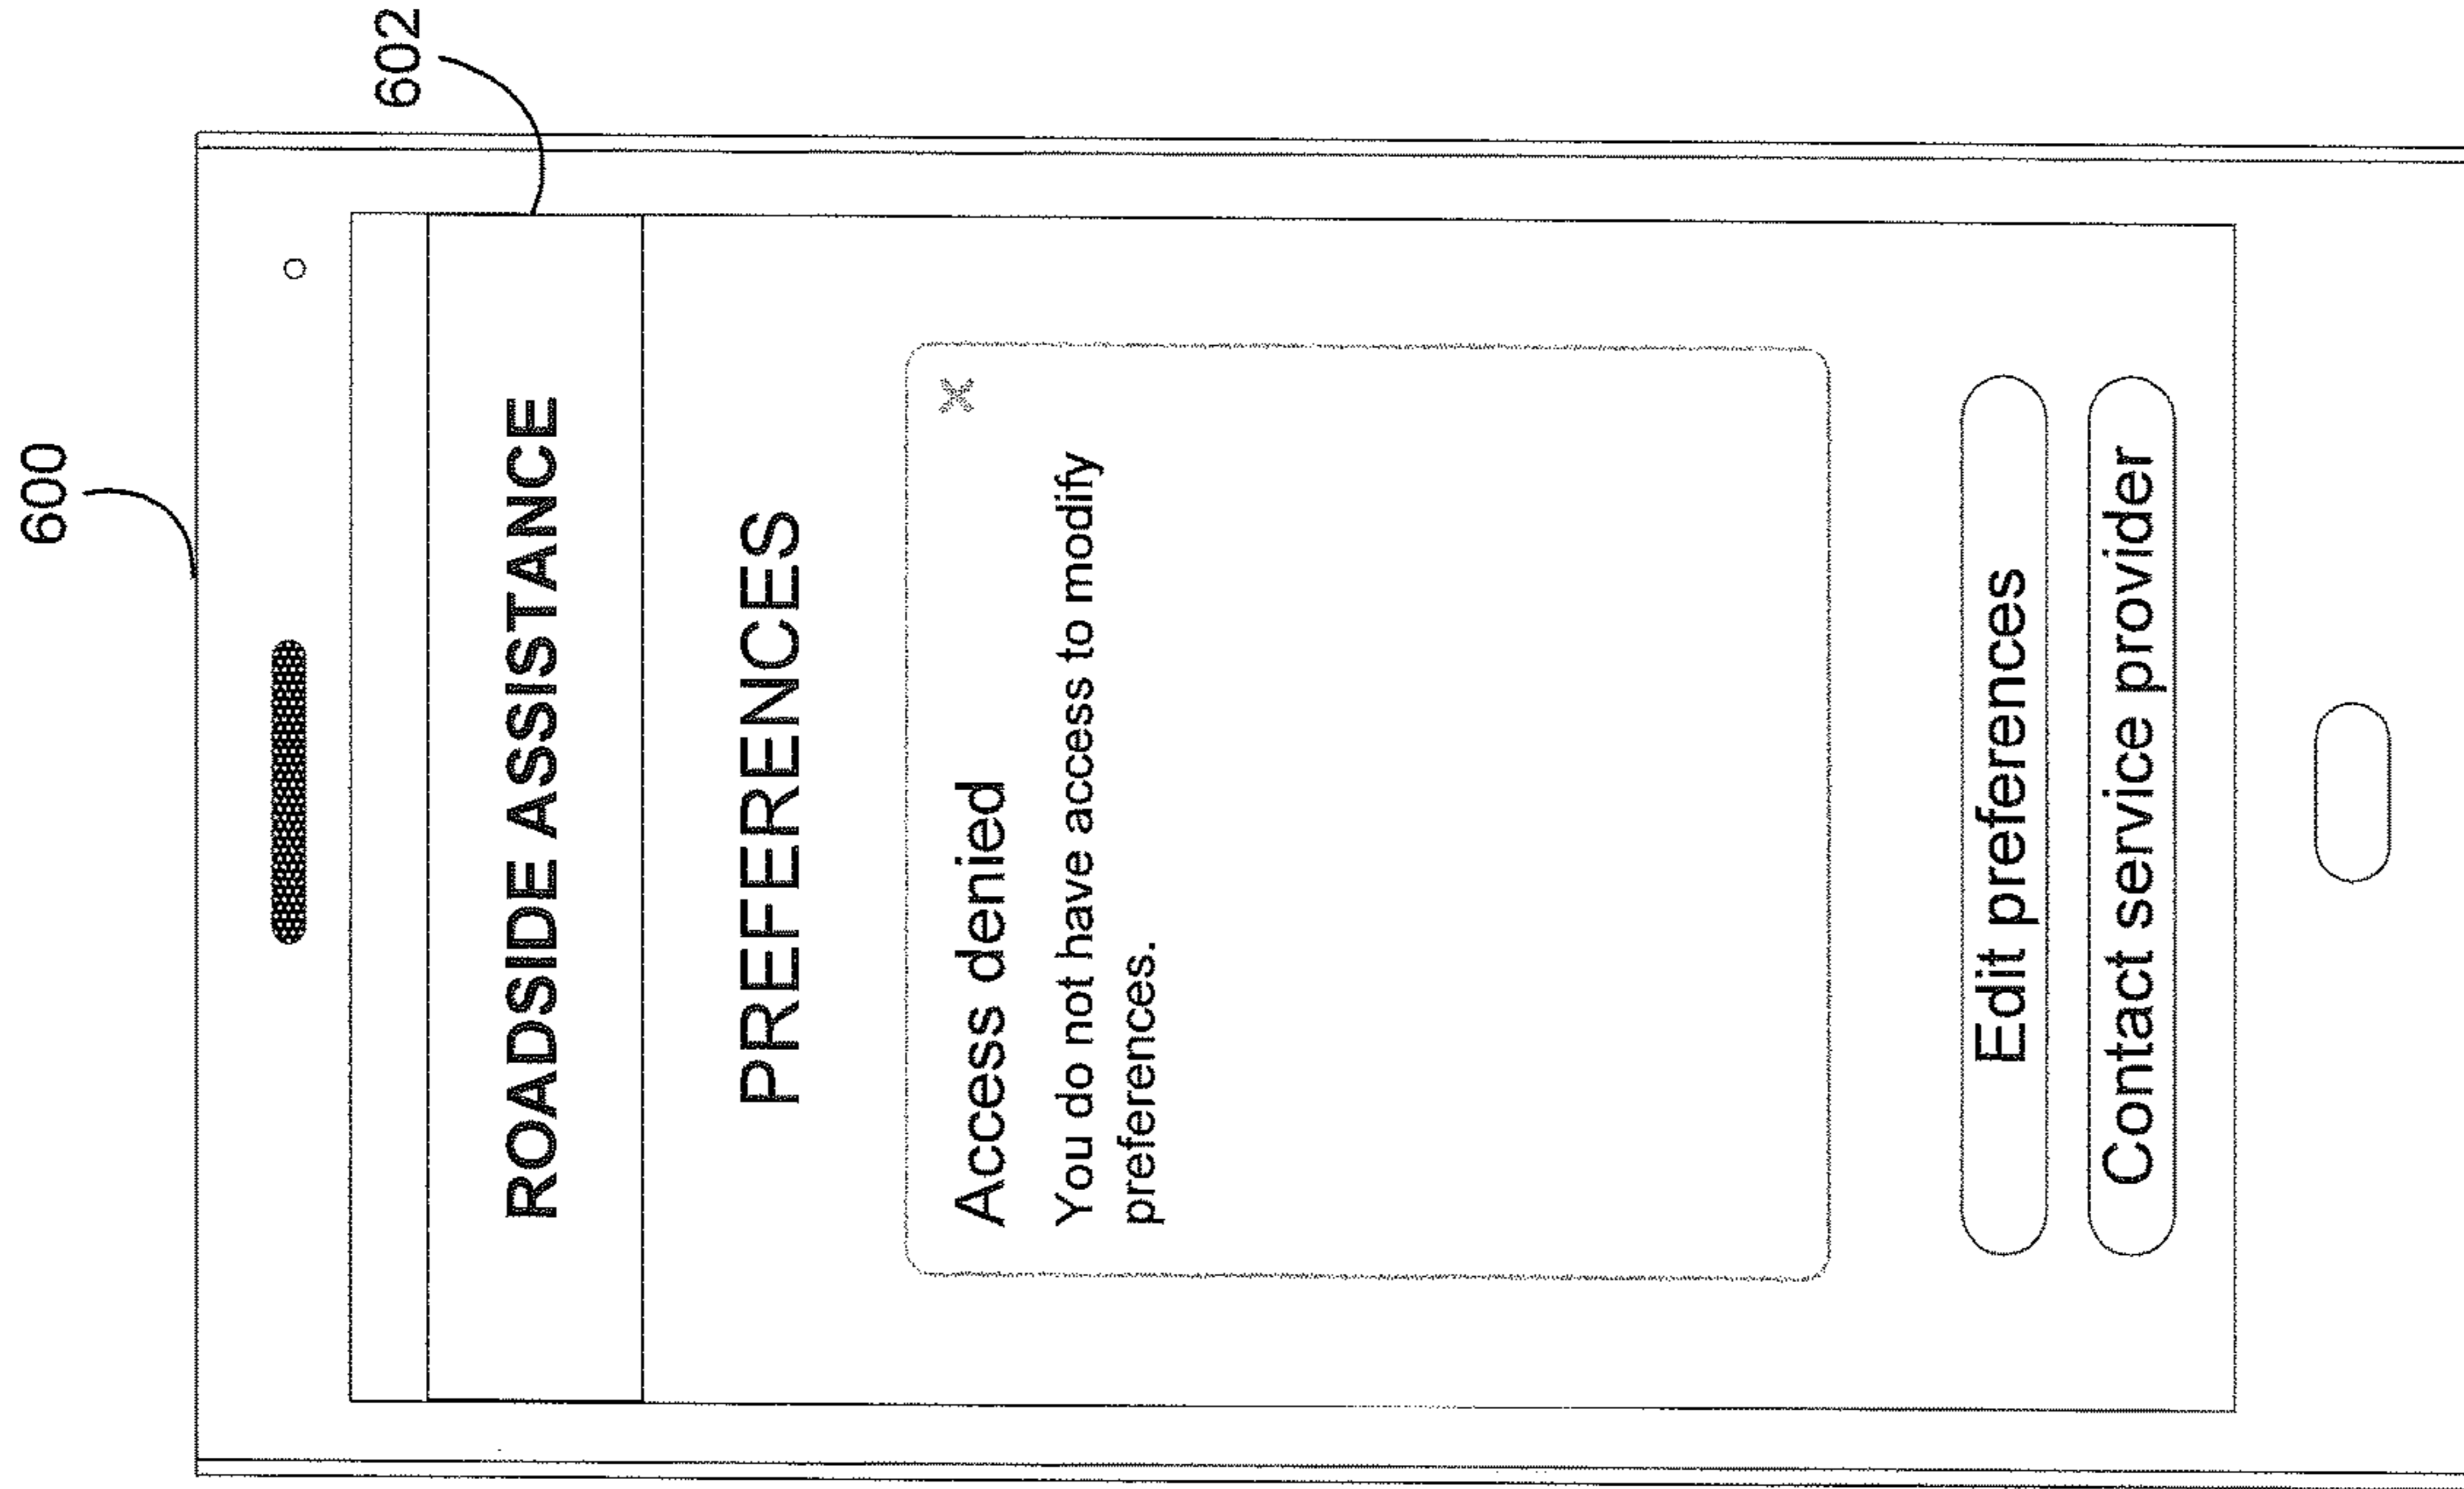 600
602
ROADSIDE ASSISTANCE
PREFERENCES
Access denied
You do not have access to modify
preferences.
Edit preferences
Contact service provider